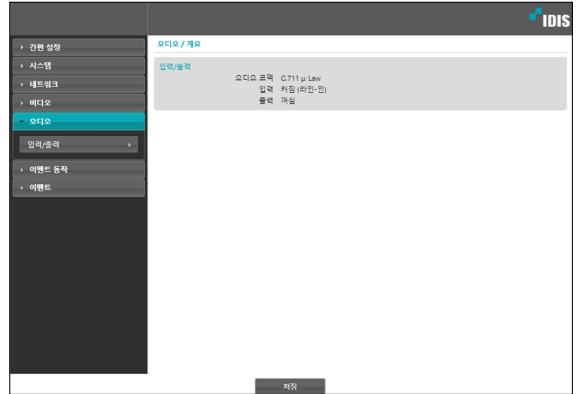 IDIS
간편 설정
시스템
네트워크
비디오
오디오
입력/출력
이벤트 동작
이벤트
오디오 / 개요
입력/출력
오디오 코덱 G.711 μ Law
입력 켜짐 (라인-인)
출력 꺼짐
저장